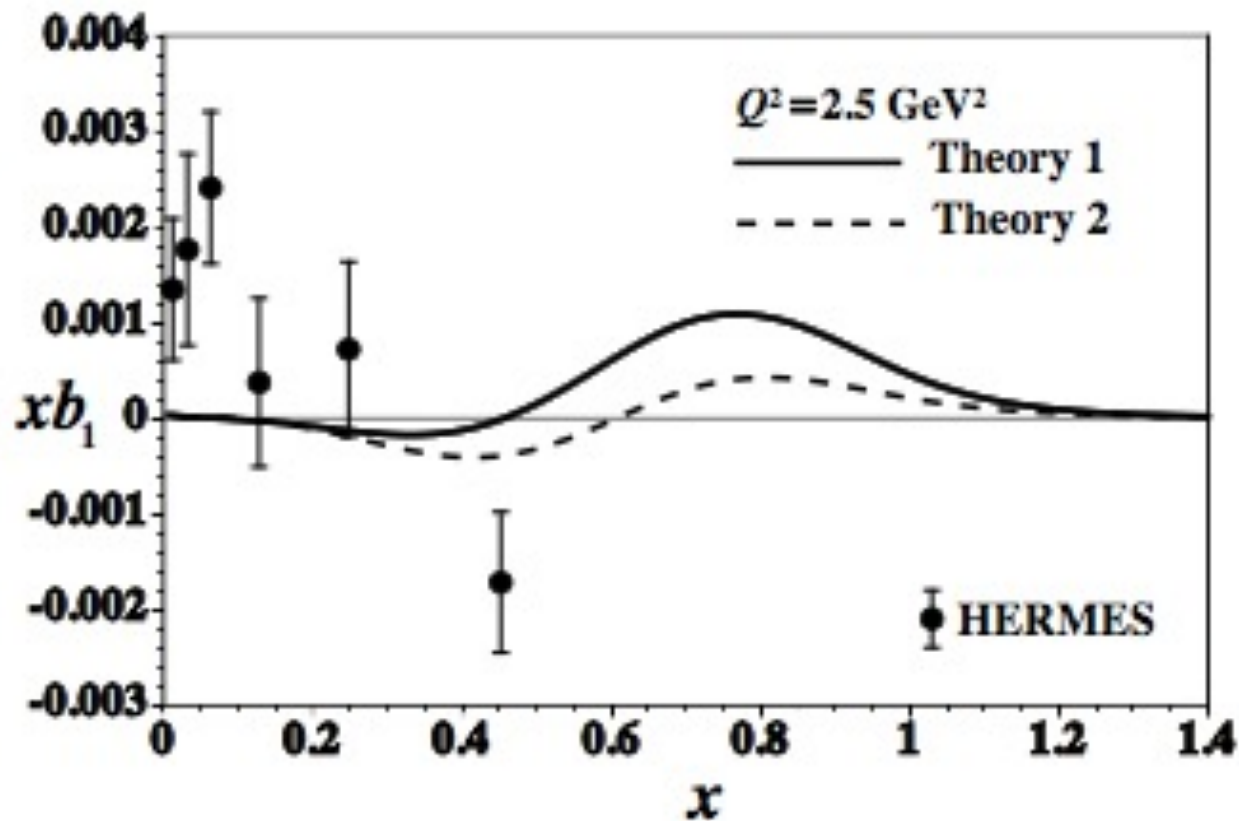 0.004
0.003
0.002
0.001
xb₁ 0
-0.001
-0.002
-0.003
Q²=2.5 GeV²
Theory 1
Theory 2
HERMES
0 0.2 0.4 0.6 0.8 1 1.2 1.4
x